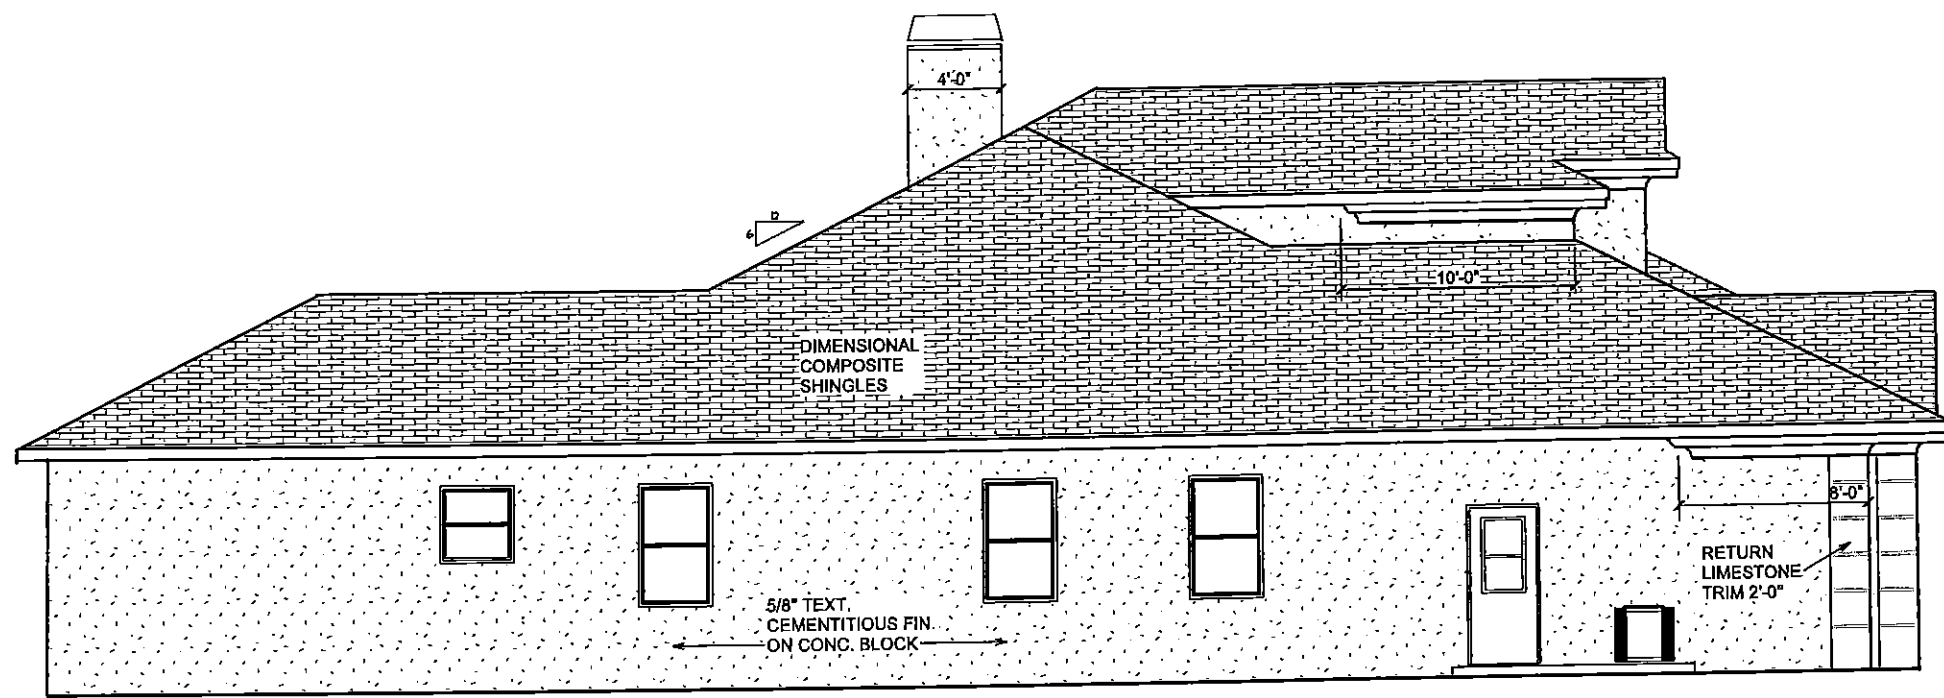 4'-0"
12
6
10'-0"
DIMENSIONAL
COMPOSITE
SHINGLES
8'-0"
RETURN
LIMESTONE
TRIM 2'-0"
5/8" TEXT.
CEMENTITIOUS FIN.
ON CONC. BLOCK